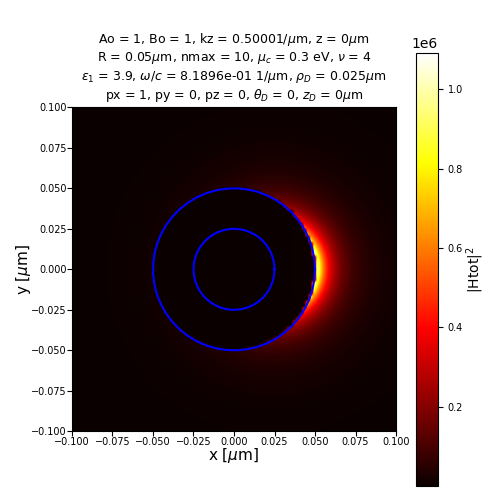 Ao = 1, Bo = 1, kz = 0.50001/μm, z = 0μm
R = 0.05μm, nmax = 10, μc = 0.3 eV, ν = 4
ε1 = 3.9, ω/c = 8.1896e-01 1/μm, ρD = 0.025μm
px = 1, py = 0, pz = 0, θD = 0, zD = 0μm
1e6
0.100
0.075
0.050
0.025
0.000
−0.025
−0.050
−0.075
−0.100
y [μm]
−0.100 −0.075 −0.050 −0.025 0.000 0.025 0.050 0.075 0.100
x [μm]
1.0
0.8
0.6
0.4
0.2
|Htot|²